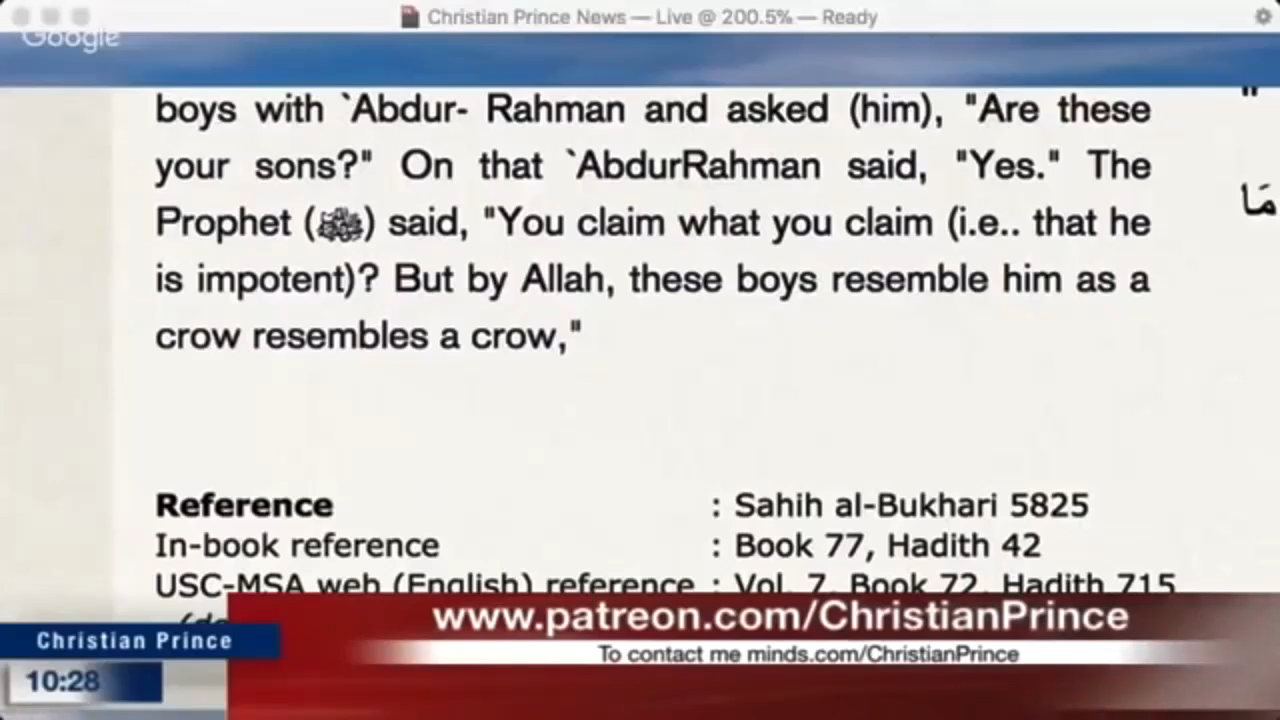 Christian Prince News — Live @ 200.5% — Ready
Google
boys with `Abdur- Rahman and asked (him), "Are these
your sons?" On that `AbdurRahman said, "Yes." The
Prophet (ﷺ) said, "You claim what you claim (i.e.. that he
is impotent)? But by Allah, these boys resemble him as a
crow resembles a crow,"
"
مَا
Reference : Sahih al-Bukhari 5825
In-book reference : Book 77, Hadith 42
USC-MSA web (English) reference : Vol. 7, Book 72, Hadith 715
www.patreon.com/ChristianPrince
Christian Prince
To contact me minds.com/ChristianPrince
10:28